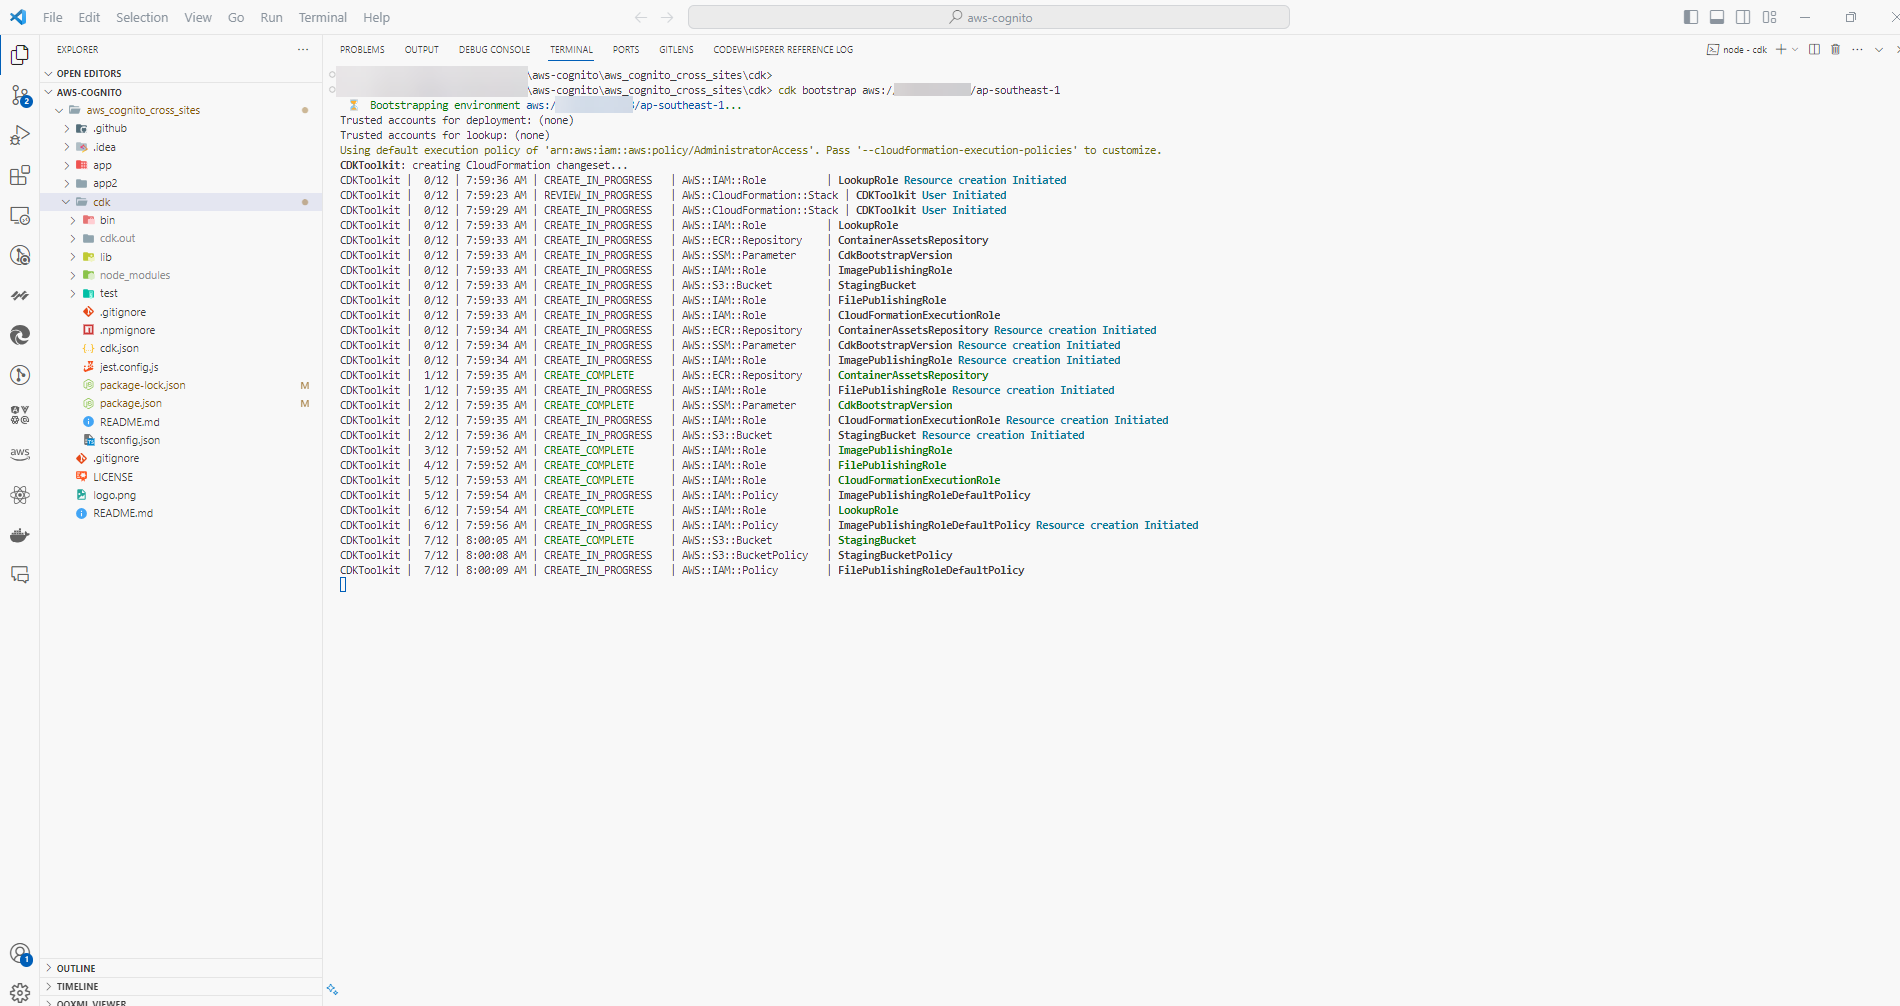 File Edit Selection View Go Run Terminal Help
aws-cognito
EXPLORER
OPEN EDITORS
AWS-COGNITO
aws_cognito_cross_sites
.github
.idea
app
app2
cdk
bin
cdk.out
lib
node_modules
test
.gitignore
.npmignore
cdk.json
jest.config.js
package-lock.json M
package.json M
README.md
tsconfig.json
.gitignore
LICENSE
logo.png
README.md
OUTLINE
TIMELINE
OOXML VIEWER
2
aws
1
PROBLEMS OUTPUT DEBUG CONSOLE TERMINAL PORTS GITLENS CODEWHISPERER REFERENCE LOG
node - cdk
\aws-cognito\aws_cognito_cross_sites\cdk>
\aws-cognito\aws_cognito_cross_sites\cdk> cdk bootstrap aws:/ /ap-southeast-1
Bootstrapping environment aws:/ /ap-southeast-1...
Trusted accounts for deployment: (none)
Trusted accounts for lookup: (none)
Using default execution policy of 'arn:aws:iam::aws:policy/AdministratorAccess'. Pass '--cloudformation-execution-policies' to customize.
CDKToolkit: creating CloudFormation changeset...
CDKToolkit | 0/12 | 7:59:36 AM | CREATE_IN_PROGRESS | AWS::IAM::Role | LookupRole Resource creation Initiated
CDKToolkit | 0/12 | 7:59:23 AM | REVIEW_IN_PROGRESS | AWS::CloudFormation::Stack | CDKToolkit User Initiated
CDKToolkit | 0/12 | 7:59:29 AM | CREATE_IN_PROGRESS | AWS::CloudFormation::Stack | CDKToolkit User Initiated
CDKToolkit | 0/12 | 7:59:33 AM | CREATE_IN_PROGRESS | AWS::IAM::Role | LookupRole
CDKToolkit | 0/12 | 7:59:33 AM | CREATE_IN_PROGRESS | AWS::ECR::Repository | ContainerAssetsRepository
CDKToolkit | 0/12 | 7:59:33 AM | CREATE_IN_PROGRESS | AWS::SSM::Parameter | CdkBootstrapVersion
CDKToolkit | 0/12 | 7:59:33 AM | CREATE_IN_PROGRESS | AWS::IAM::Role | ImagePublishingRole
CDKToolkit | 0/12 | 7:59:33 AM | CREATE_IN_PROGRESS | AWS::S3::Bucket | StagingBucket
CDKToolkit | 0/12 | 7:59:33 AM | CREATE_IN_PROGRESS | AWS::IAM::Role | FilePublishingRole
CDKToolkit | 0/12 | 7:59:33 AM | CREATE_IN_PROGRESS | AWS::IAM::Role | CloudFormationExecutionRole
CDKToolkit | 0/12 | 7:59:34 AM | CREATE_IN_PROGRESS | AWS::ECR::Repository | ContainerAssetsRepository Resource creation Initiated
CDKToolkit | 0/12 | 7:59:34 AM | CREATE_IN_PROGRESS | AWS::SSM::Parameter | CdkBootstrapVersion Resource creation Initiated
CDKToolkit | 0/12 | 7:59:34 AM | CREATE_IN_PROGRESS | AWS::IAM::Role | ImagePublishingRole Resource creation Initiated
CDKToolkit | 1/12 | 7:59:35 AM | CREATE_COMPLETE | AWS::ECR::Repository | ContainerAssetsRepository
CDKToolkit | 1/12 | 7:59:35 AM | CREATE_IN_PROGRESS | AWS::IAM::Role | FilePublishingRole Resource creation Initiated
CDKToolkit | 2/12 | 7:59:35 AM | CREATE_COMPLETE | AWS::SSM::Parameter | CdkBootstrapVersion
CDKToolkit | 2/12 | 7:59:35 AM | CREATE_IN_PROGRESS | AWS::IAM::Role | CloudFormationExecutionRole Resource creation Initiated
CDKToolkit | 2/12 | 7:59:36 AM | CREATE_IN_PROGRESS | AWS::S3::Bucket | StagingBucket Resource creation Initiated
CDKToolkit | 3/12 | 7:59:52 AM | CREATE_COMPLETE | AWS::IAM::Role | ImagePublishingRole
CDKToolkit | 4/12 | 7:59:52 AM | CREATE_COMPLETE | AWS::IAM::Role | FilePublishingRole
CDKToolkit | 5/12 | 7:59:53 AM | CREATE_COMPLETE | AWS::IAM::Role | CloudFormationExecutionRole
CDKToolkit | 5/12 | 7:59:54 AM | CREATE_IN_PROGRESS | AWS::IAM::Policy | ImagePublishingRoleDefaultPolicy
CDKToolkit | 6/12 | 7:59:54 AM | CREATE_COMPLETE | AWS::IAM::Role | LookupRole
CDKToolkit | 6/12 | 7:59:56 AM | CREATE_IN_PROGRESS | AWS::IAM::Policy | ImagePublishingRoleDefaultPolicy Resource creation Initiated
CDKToolkit | 7/12 | 8:00:05 AM | CREATE_COMPLETE | AWS::S3::Bucket | StagingBucket
CDKToolkit | 7/12 | 8:00:08 AM | CREATE_IN_PROGRESS | AWS::S3::BucketPolicy | StagingBucketPolicy
CDKToolkit | 7/12 | 8:00:09 AM | CREATE_IN_PROGRESS | AWS::IAM::Policy | FilePublishingRoleDefaultPolicy